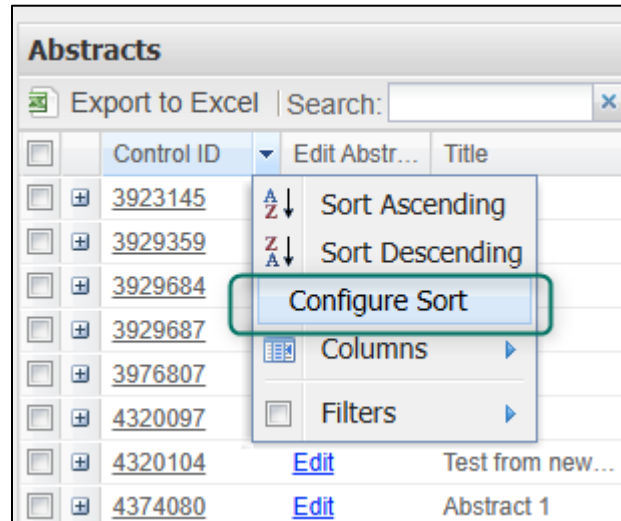 Abstracts
Export to Excel | Search:
Control ID Edit Abstr... Title
3923145
Sort Ascending
3929359
Sort Descending
3929684
Configure Sort
3929687
Columns
3976807
4320097
Filters
4320104 Edit Test from new...
4374080 Edit Abstract 1